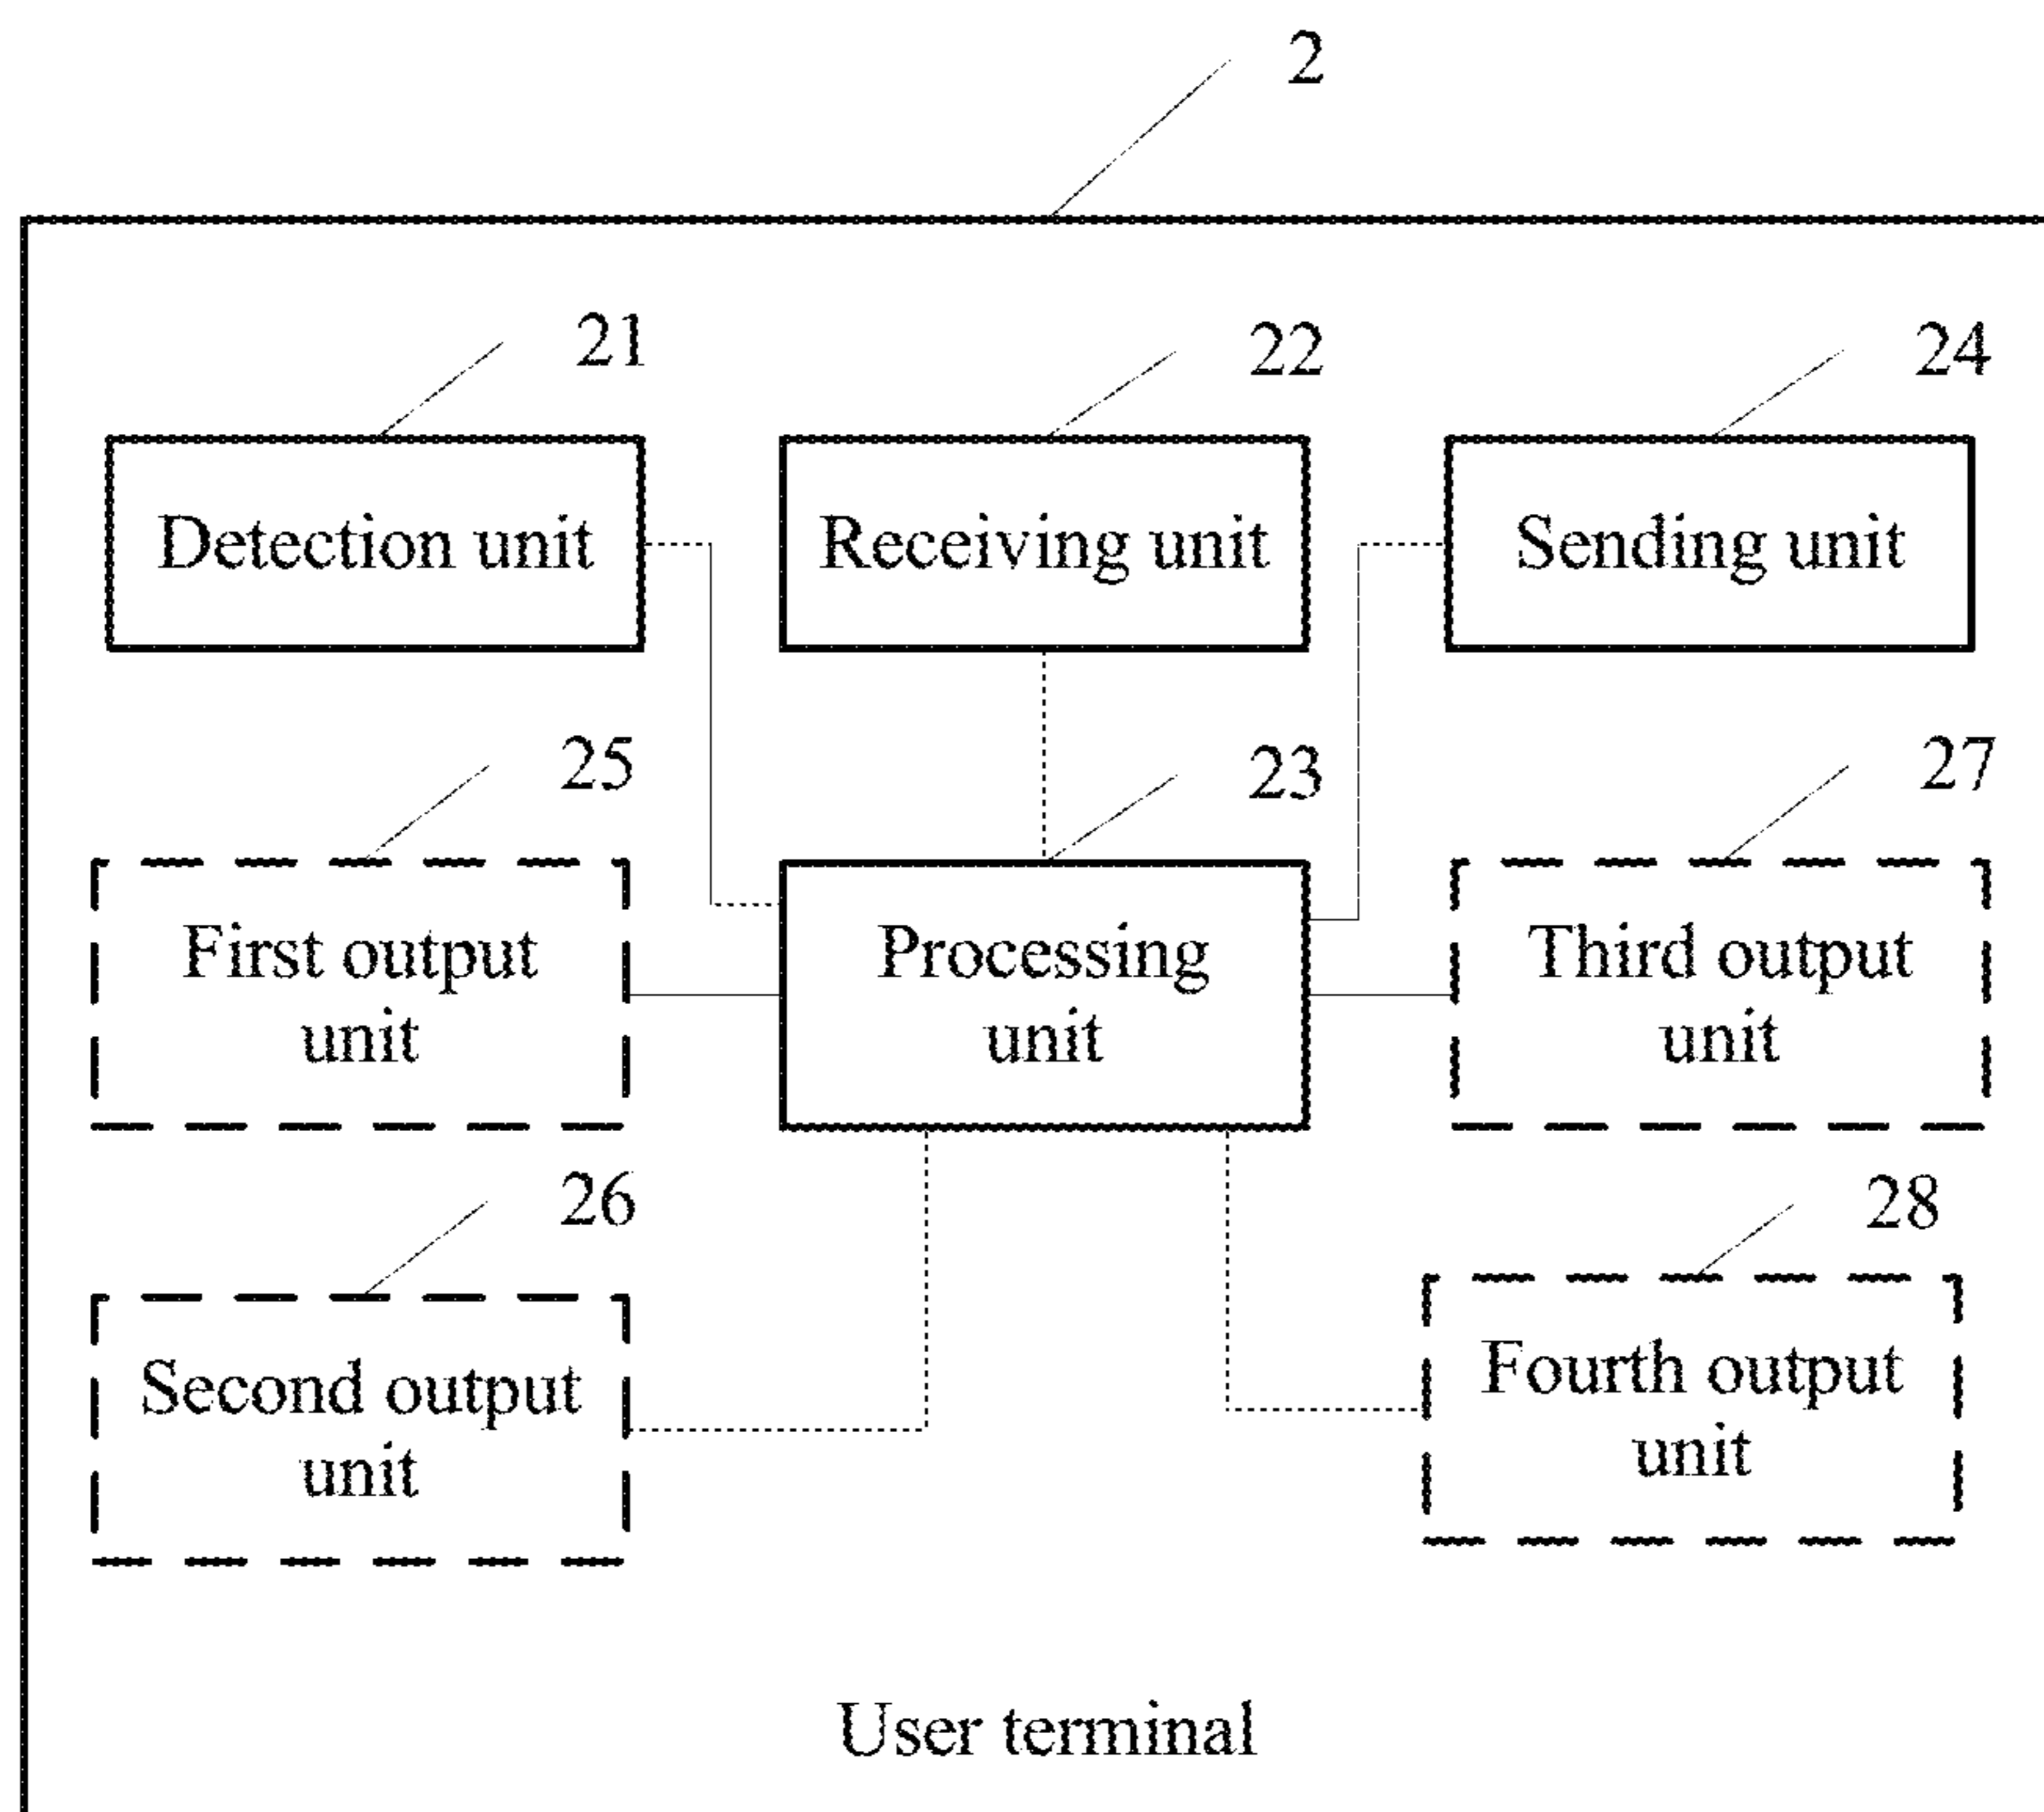 2
21
22
24
Detection unit
Receiving unit
Sending unit
25
23
27
First output
unit
Processing
unit
Third output
unit
26
28
Second output
unit
Fourth output
unit
User terminal